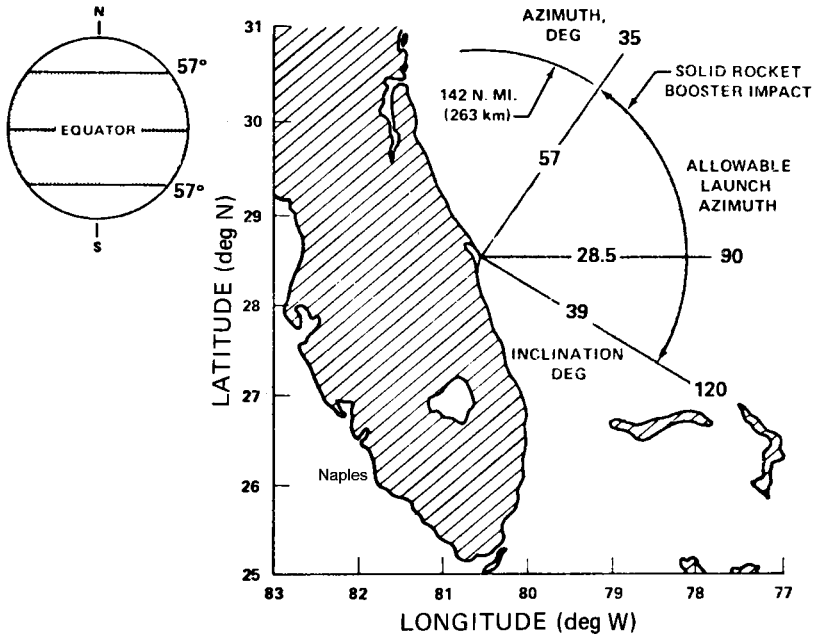 N
57°
EQUATOR
57°
S
AZIMUTH,
DEG
35
SOLID ROCKET
BOOSTER IMPACT
142 N. MI.
(263 km)
57
ALLOWABLE
LAUNCH
AZIMUTH
28.5
90
39
INCLINATION
DEG
120
Naples
LATITUDE (deg N)
31
30
29
28
27
26
25
83
82
81
80
79
78
77
LONGITUDE (deg W)